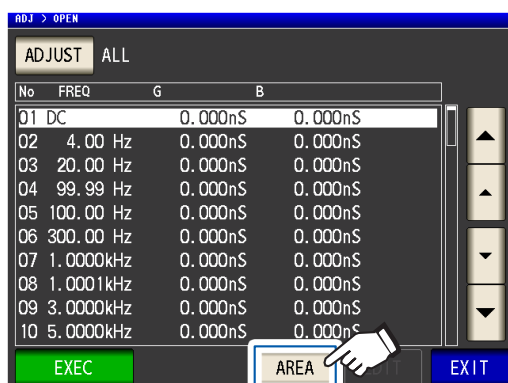 ADJ > OPEN
ADJUST ALL
No FREQ G B
01 DC 0.000nS 0.000nS
02 4.00 Hz 0.000nS 0.000nS
03 20.00 Hz 0.000nS 0.000nS
04 99.99 Hz 0.000nS 0.000nS
05 100.00 Hz 0.000nS 0.000nS
06 300.00 Hz 0.000nS 0.000nS
07 1.0000kHz 0.000nS 0.000nS
08 1.0001kHz 0.000nS 0.000nS
09 3.0000kHz 0.000nS 0.000nS
10 5.0000kHz 0.000nS 0.000nS
EXEC AREA EXIT